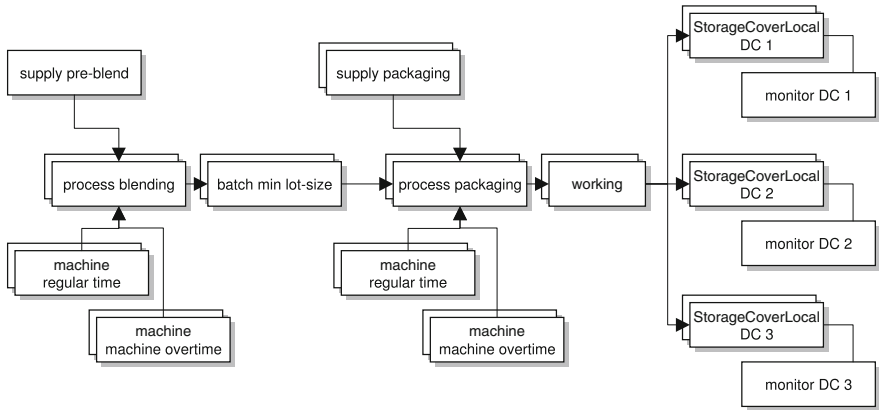 StorageCoverLocal
DC 1
supply pre-blend
supply packaging
monitor DC 1
process blending
batch min lot-size
process packaging
working
StorageCoverLocal
DC 2
monitor DC 2
machine
regular time
machine
regular time
StorageCoverLocal
DC 3
machine
machine overtime
machine
machine overtime
monitor DC 3